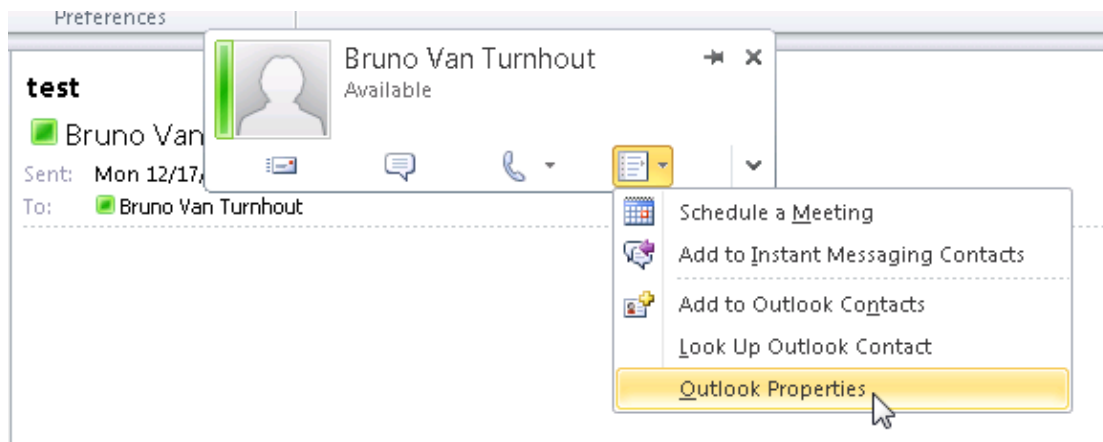 Preferences
Bruno Van Turnhout
Available
test
Bruno Van
Sent: Mon 12/17/
To: Bruno Van Turnhout
Schedule a Meeting
Add to Instant Messaging Contacts
Add to Outlook Contacts
Look Up Outlook Contact
Outlook Properties